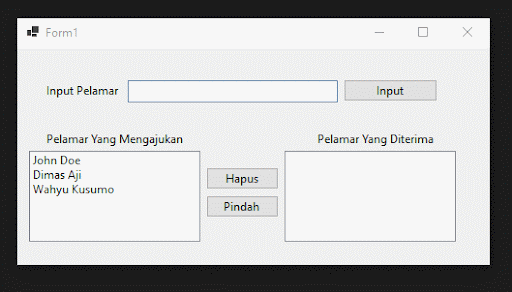 Form1
Input Pelamar
Input
Pelamar Yang Mengajukan
Pelamar Yang Diterima
John Doe
Dimas Aji
Wahyu Kusumo
Hapus
Pindah